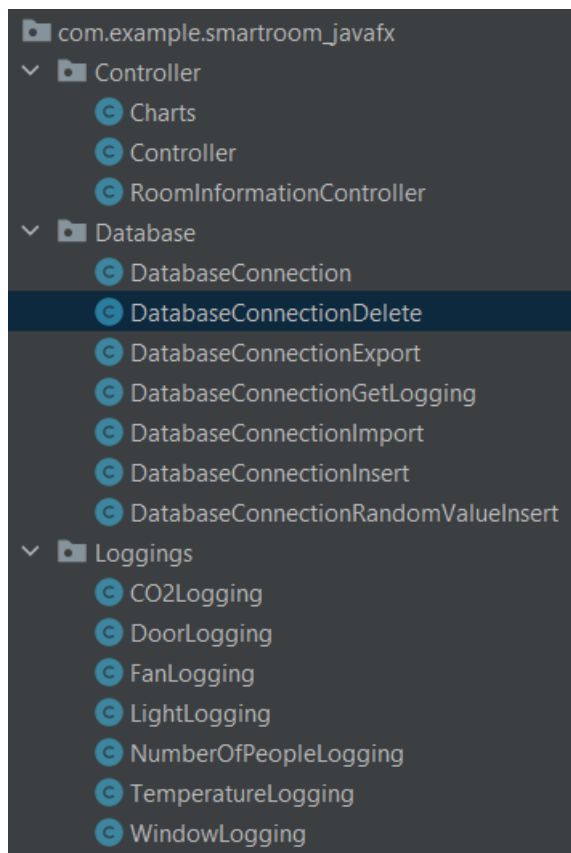 com.example.smartroom_javafx
Controller
C Charts
C Controller
C RoomInformationController
Database
C DatabaseConnection
C DatabaseConnectionDelete
C DatabaseConnectionExport
C DatabaseConnectionGetLogging
C DatabaseConnectionImport
C DatabaseConnectionInsert
C DatabaseConnectionRandomValueInsert
Loggings
C CO2Logging
C DoorLogging
C FanLogging
C LightLogging
C NumberOfPeopleLogging
C TemperatureLogging
C WindowLogging